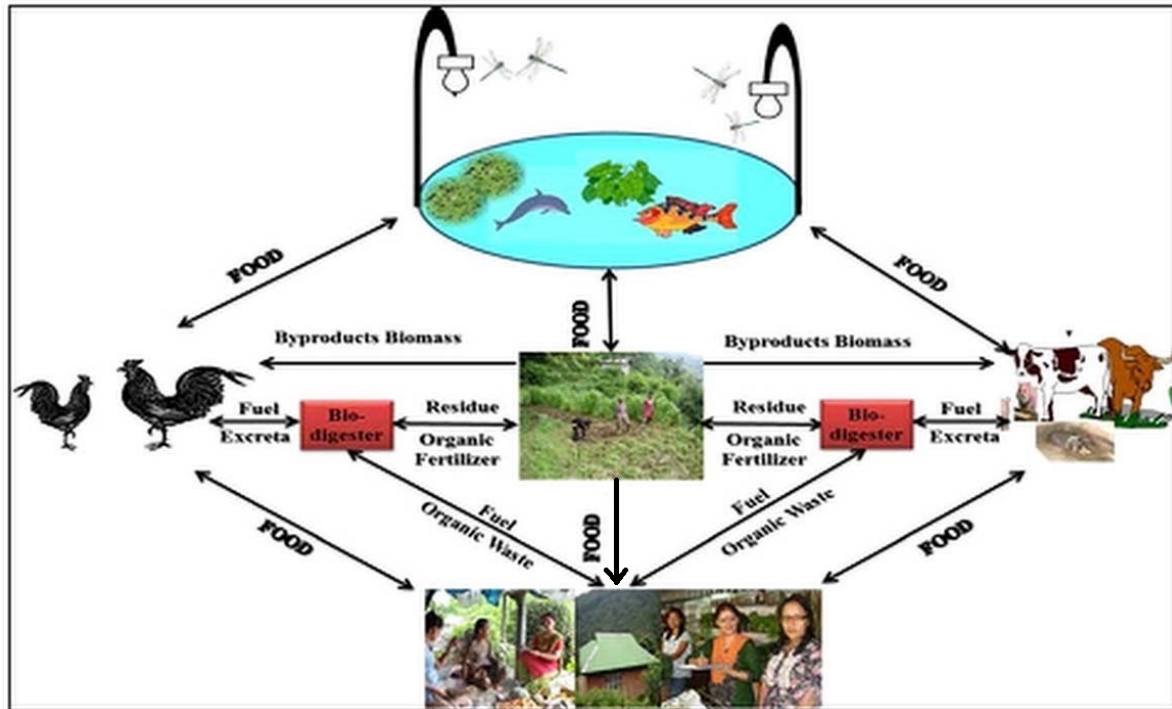 FOOD
FOOD
FOOD
Byproducts Biomass
Byproducts Biomass
Fuel
Excreta
Bio-
digester
Residue
Organic
Fertilizer
Residue
Organic
Fertilizer
Bio-
digester
Fuel
Excreta
FOOD
Fuel
Organic Waste
FOOD
Fuel
Organic Waste
FOOD